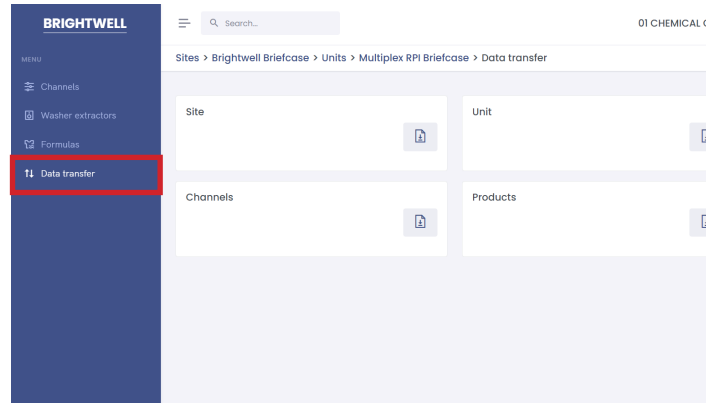 BRIGHTWELL
Search...
01 CHEMICAL
MENU
Sites > Brightwell Briefcase > Units > Multiplex RPI Briefcase > Data transfer
Channels
Washer extractors
Formulas
Data transfer
Site
Unit
Channels
Products